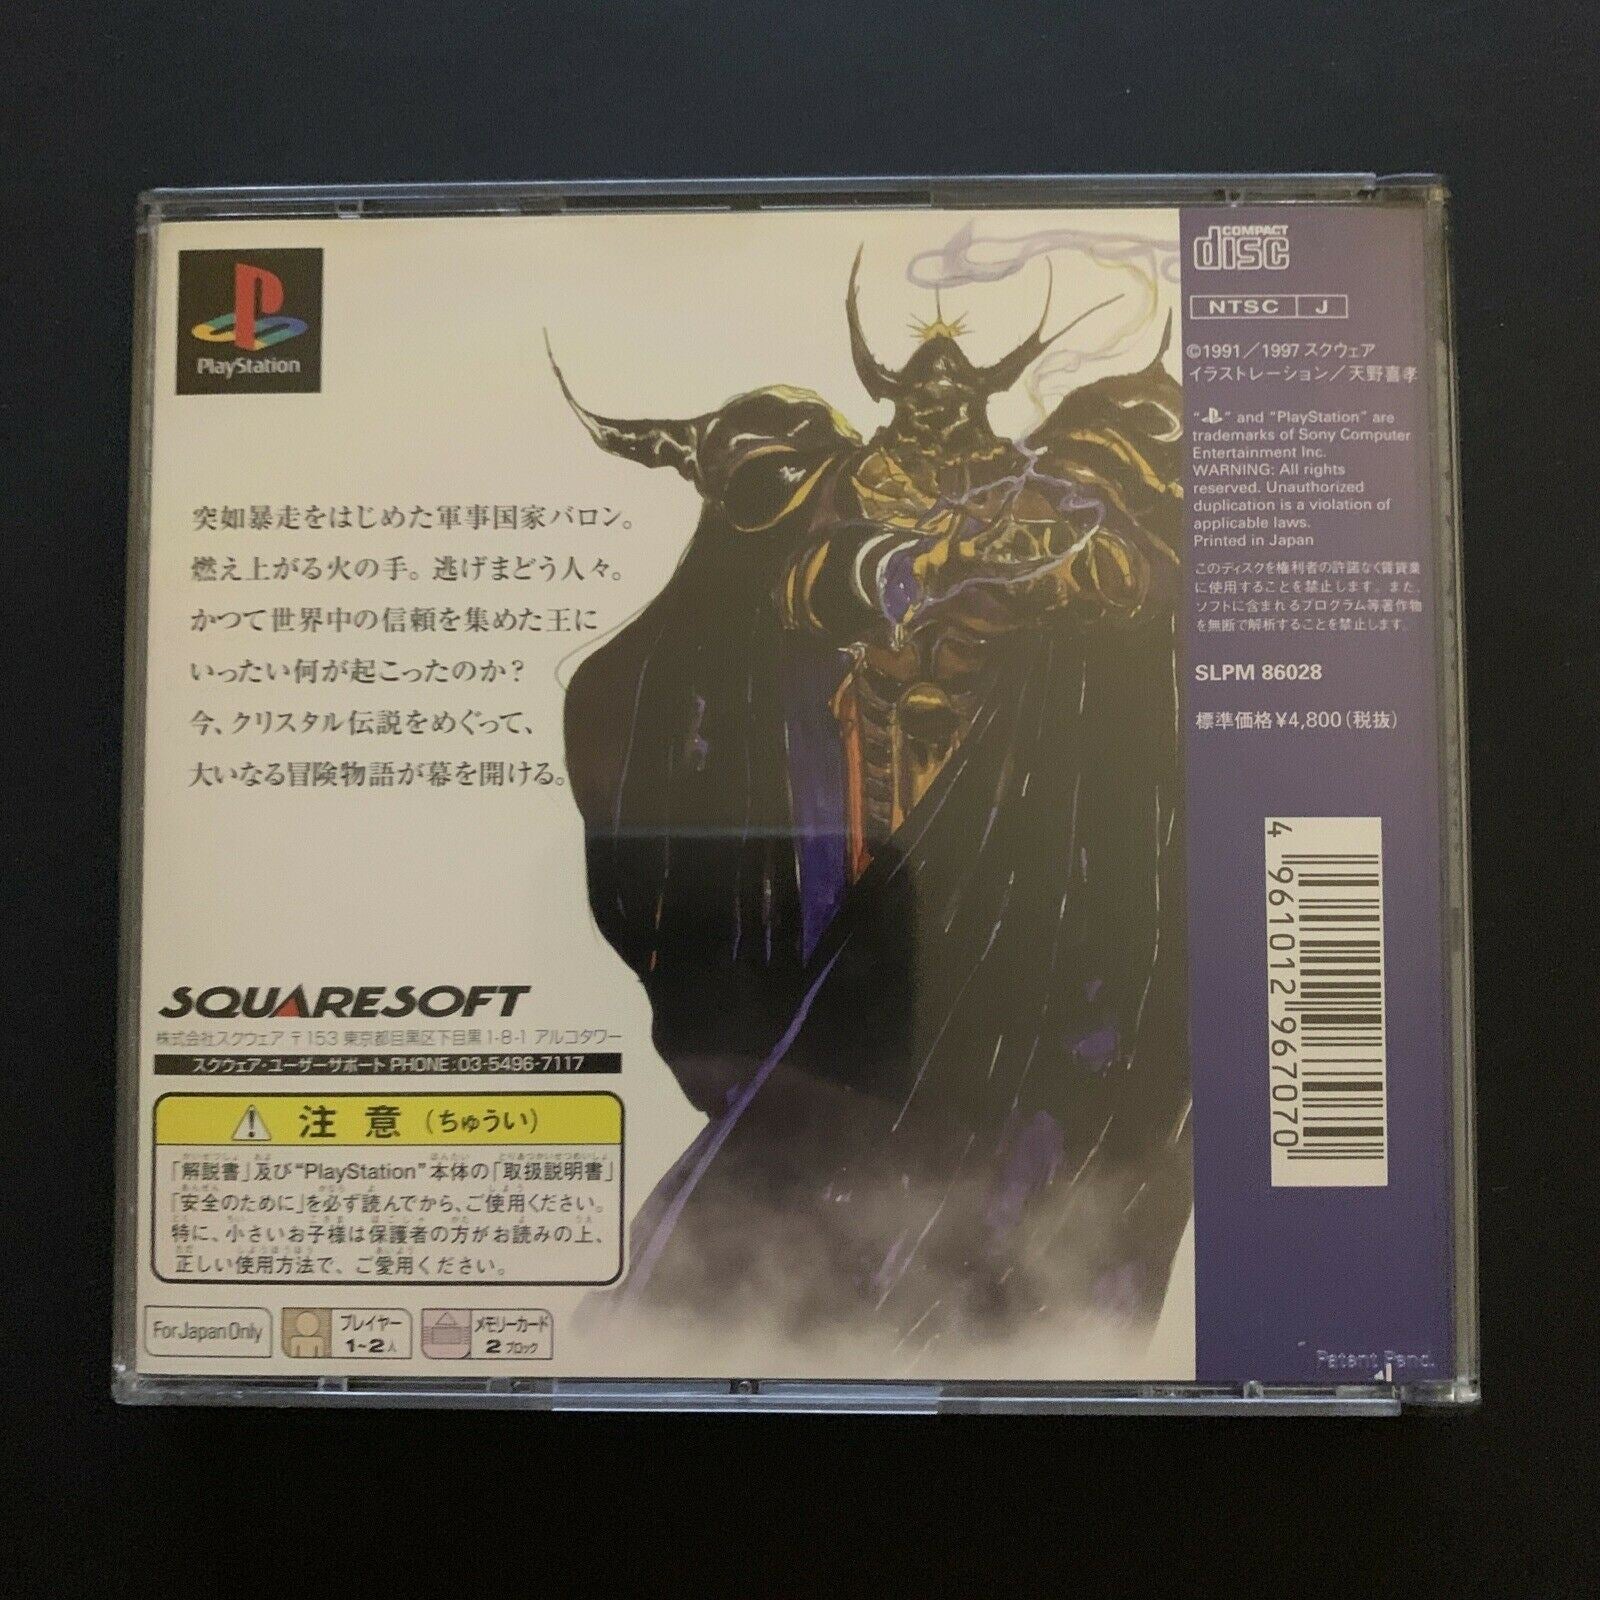 PlayStation
突如暴走をはじめた軍事国家バロン。
燃え上がる火の手。逃げまどう人々。
かつて世界中の信頼を集めた王に
いったい何が起こったのか?
今、クリスタル伝説をめぐって、
大いなる冒険物語が幕を開ける。
SQUARESOFT
株式会社スクウェア 〒153 東京都目黒区下目黒1-8-1 アルコタワー
スクウェア・ユーザーサポート PHONE:03-5496-7117
注意(ちゅうい)
「解説書」及び“PlayStation”本体の「取扱説明書」
「安全のために」を必ず読んでから、ご使用ください。
特に、小さいお子様は保護者の方がお読みの上、
正しい使用方法で、ご愛用ください。
For Japan Only
プレイヤー
1~2人
メモリーカード
2ブロック
COMPACT
disc
NTSC J
©1991/1997 スクウェア
イラストレーション/天野喜孝
“ ” and “PlayStation” are
trademarks of Sony Computer
Entertainment Inc.
WARNING: All rights
reserved. Unauthorized
duplication is a violation of
applicable laws.
Printed in Japan
このディスクを権利者の許諾なく賃貸業
に使用することを禁止します。また、
ソフトに含まれるプログラム等著作物
を無断で解析することを禁止します。
SLPM 86028
標準価格¥4,800(税抜)
4 961012 967070
Patent Pend.